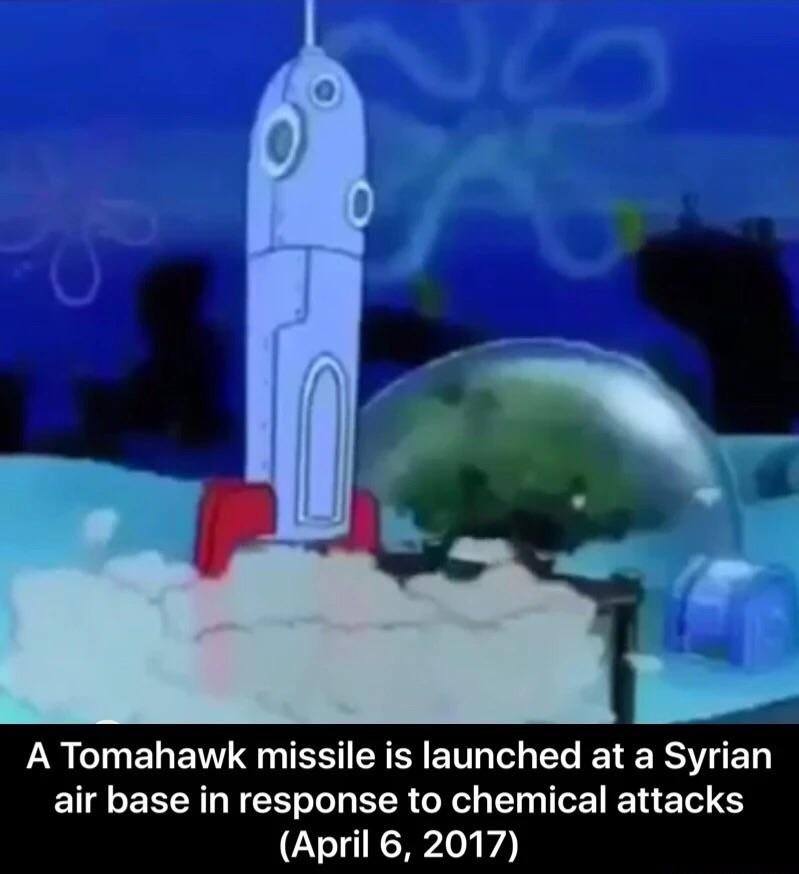 A Tomahawk missile is launched at a Syrian
air base in response to chemical attacks
(April 6, 2017)